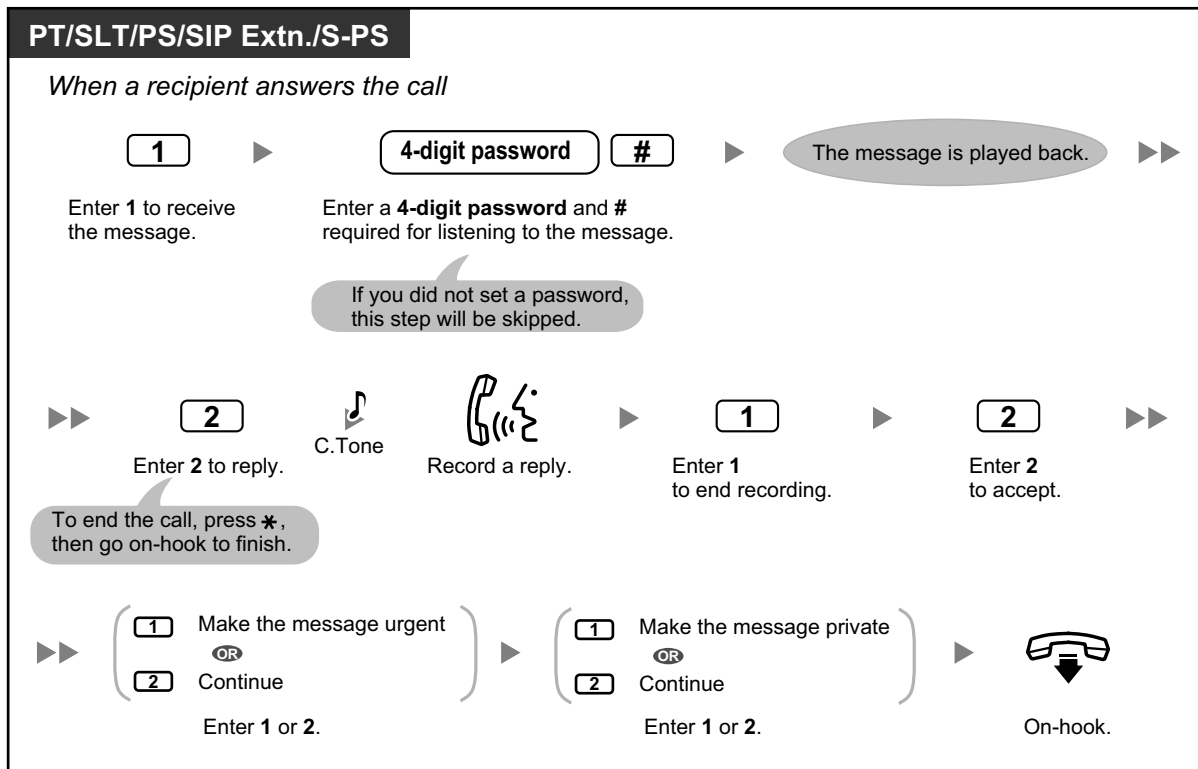 PT/SLT/PS/SIP Extn./S-PS
When a recipient answers the call
1
4-digit password #
The message is played back.
Enter 1 to receive
the message.
Enter a 4-digit password and #
required for listening to the message.
If you did not set a password,
this step will be skipped.
2
C.Tone
1
2
Enter 2 to reply.
Record a reply.
Enter 1
to end recording.
Enter 2
to accept.
To end the call, press *,
then go on-hook to finish.
1 Make the message urgent
OR
2 Continue
Enter 1 or 2.
1 Make the message private
OR
2 Continue
Enter 1 or 2.
On-hook.